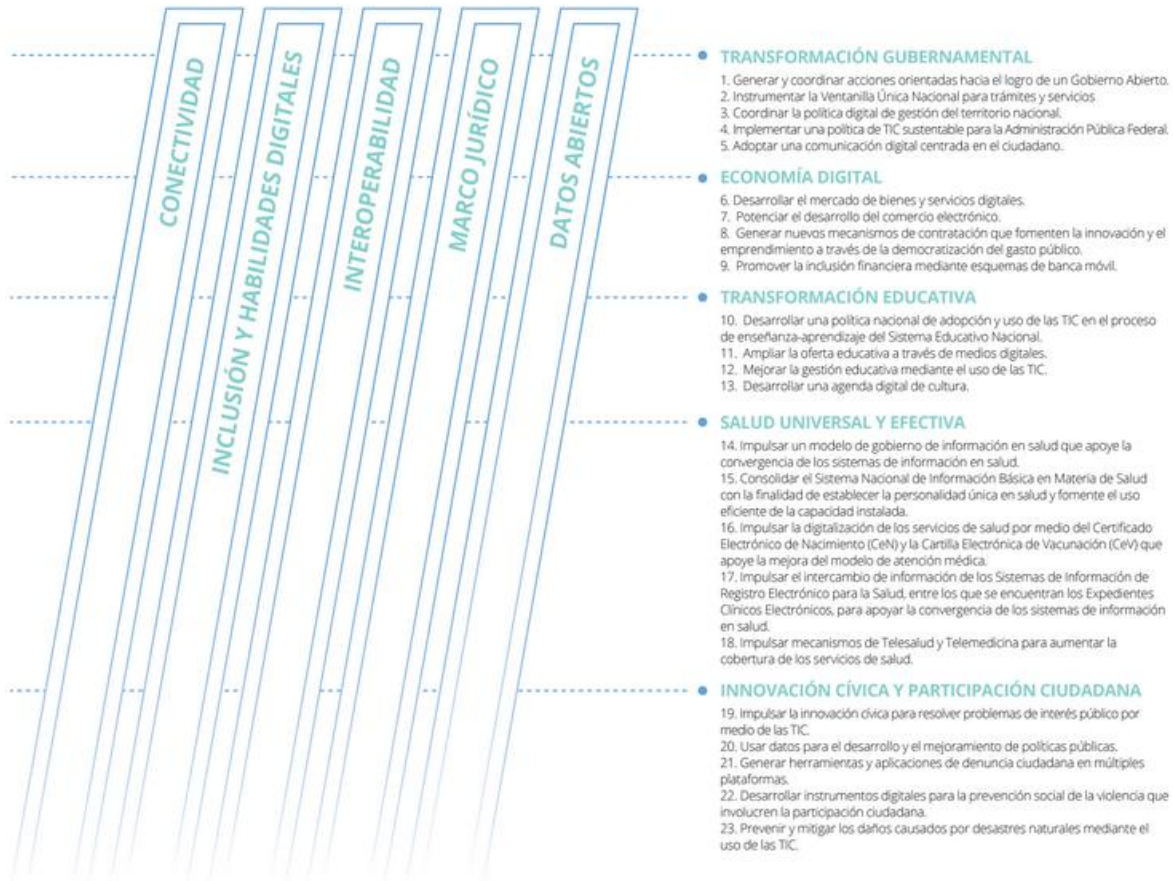 CONECTIVIDAD
INCLUSIÓN Y HABILIDADES DIGITALES
INTEROPERABILIDAD
MARCO JURÍDICO
DATOS ABIERTOS
TRANSFORMACIÓN GUBERNAMENTAL
1. Generar y coordinar acciones orientadas hacia el logro de un Gobierno Abierto.
2. Instrumentar la Ventanilla Única Nacional para trámites y servicios
3. Coordinar la política digital de gestión del territorio nacional.
4. Implementar una política de TIC sustentable para la Administración Pública Federal.
5. Adoptar una comunicación digital centrada en el ciudadano.
ECONOMÍA DIGITAL
6. Desarrollar el mercado de bienes y servicios digitales.
7. Potenciar el desarrollo del comercio electrónico.
8. Generar nuevos mecanismos de contratación que fomenten la innovación y el
emprendimiento a través de la democratización del gasto público.
9. Promover la inclusión financiera mediante esquemas de banca móvil.
TRANSFORMACIÓN EDUCATIVA
10. Desarrollar una política nacional de adopción y uso de las TIC en el proceso
de enseñanza-aprendizaje del Sistema Educativo Nacional.
11. Ampliar la oferta educativa a través de medios digitales.
12. Mejorar la gestión educativa mediante el uso de las TIC.
13. Desarrollar una agenda digital de cultura.
SALUD UNIVERSAL Y EFECTIVA
14. Impulsar un modelo de gobierno de información en salud que apoye la
convergencia de los sistemas de información en salud.
15. Consolidar el Sistema Nacional de Información Básica en Materia de Salud
con la finalidad de establecer la personalidad única en salud y fomente el uso
eficiente de la capacidad instalada.
16. Impulsar la digitalización de los servicios de salud por medio del Certificado
Electrónico de Nacimiento (CeN) y la Cartilla Electrónica de Vacunación (CeV) que
apoye la mejora del modelo de atención médica.
17. Impulsar el intercambio de información de los Sistemas de Información de
Registro Electrónico para la Salud, entre los que se encuentran los Expedientes
Clínicos Electrónicos, para apoyar la convergencia de los sistemas de información
en salud.
18. Impulsar mecanismos de Telesalud y Telemedicina para aumentar la
cobertura de los servicios de salud.
INNOVACIÓN CÍVICA Y PARTICIPACIÓN CIUDADANA
19. Impulsar la innovación cívica para resolver problemas de interés público por
medio de las TIC.
20. Usar datos para el desarrollo y el mejoramiento de políticas públicas.
21. Generar herramientas y aplicaciones de denuncia ciudadana en múltiples
plataformas.
22. Desarrollar instrumentos digitales para la prevención social de la violencia que
involucren la participación ciudadana.
23. Prevenir y mitigar los daños causados por desastres naturales mediante el
uso de las TIC.